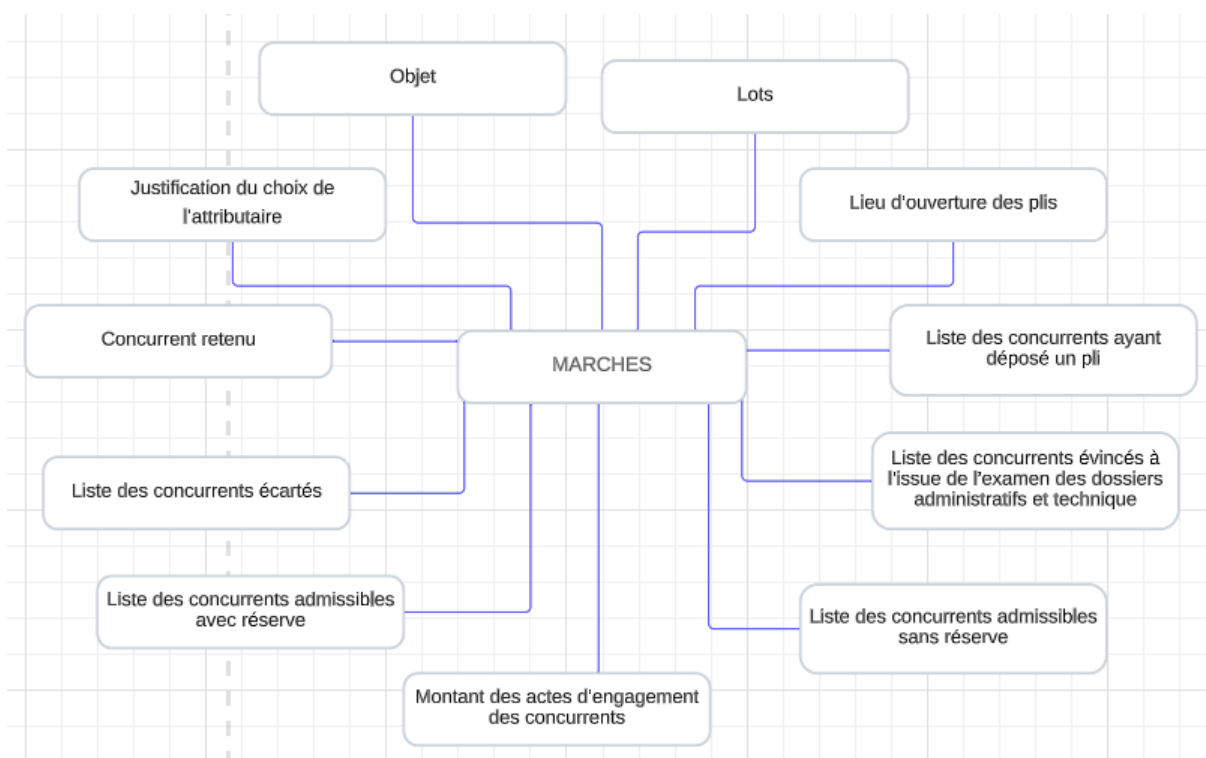 Objet
Lots
Justification du choix de
l'attributaire
Lieu d'ouverture des plis
Concurrent retenu
MARCHES
Liste des concurrents ayant
déposé un pli
Liste des concurrents écartés
Liste des concurrents évincés à
l'issue de l'examen des dossiers
administratifs et technique
Liste des concurrents admissibles
avec réserve
Liste des concurrents admissibles
sans réserve
Montant des actes d'engagement
des concurrents